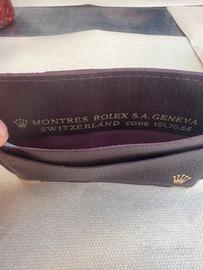 MONTRES ROLEX S.A. GENEVA
SWITZERLAND CODE 101,70.55